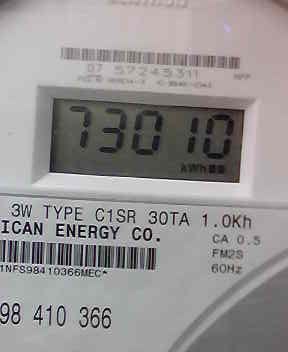 07 57245311
73010
kWh
3W TYPE C1SR 30TA 1.0Kh
ICAN ENERGY CO.
CA 0.5
FM2S
60Hz
1NFS98410366MEC*
98 410 366